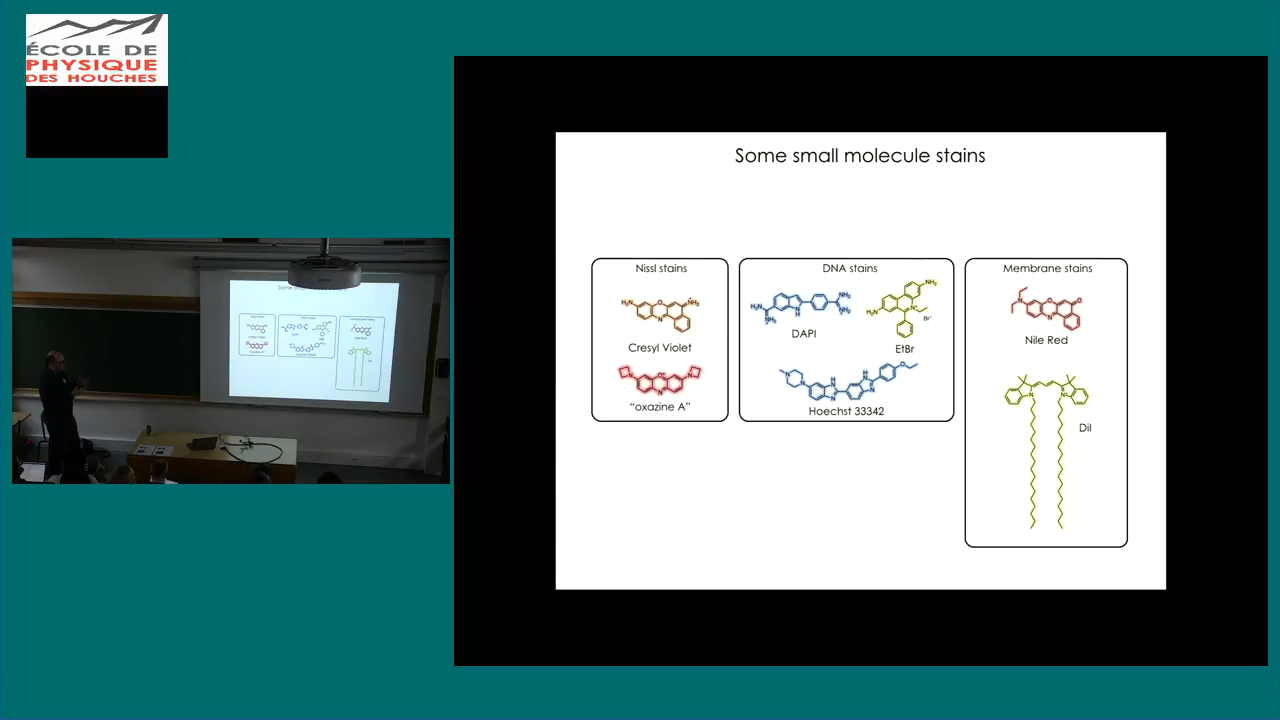 ÉCOLE DE
PHYSIQUE
DES HOUCHES
Some small molecule stains
Nissl stains
Cresyl Violet
"oxazine A"
DNA stains
DAPI
EtBr
Br⁻
Hoechst 33342
Membrane stains
Nile Red
DiI